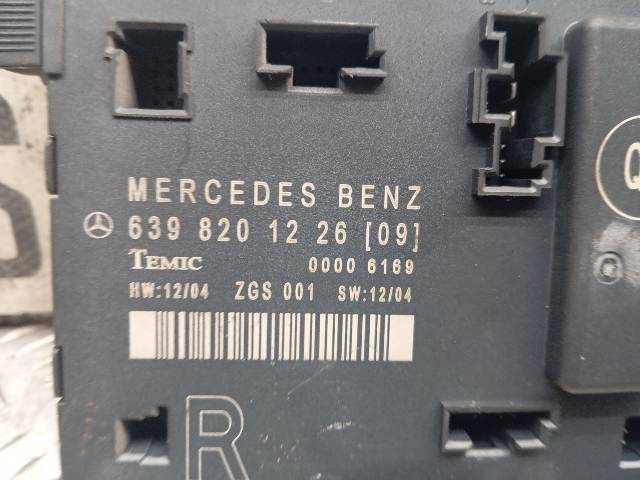 Q
MERCEDES BENZ
639 820 12 26 [09]
TEMIC 0000 6169
HW:12/04 ZGS 001 SW:12/04
R